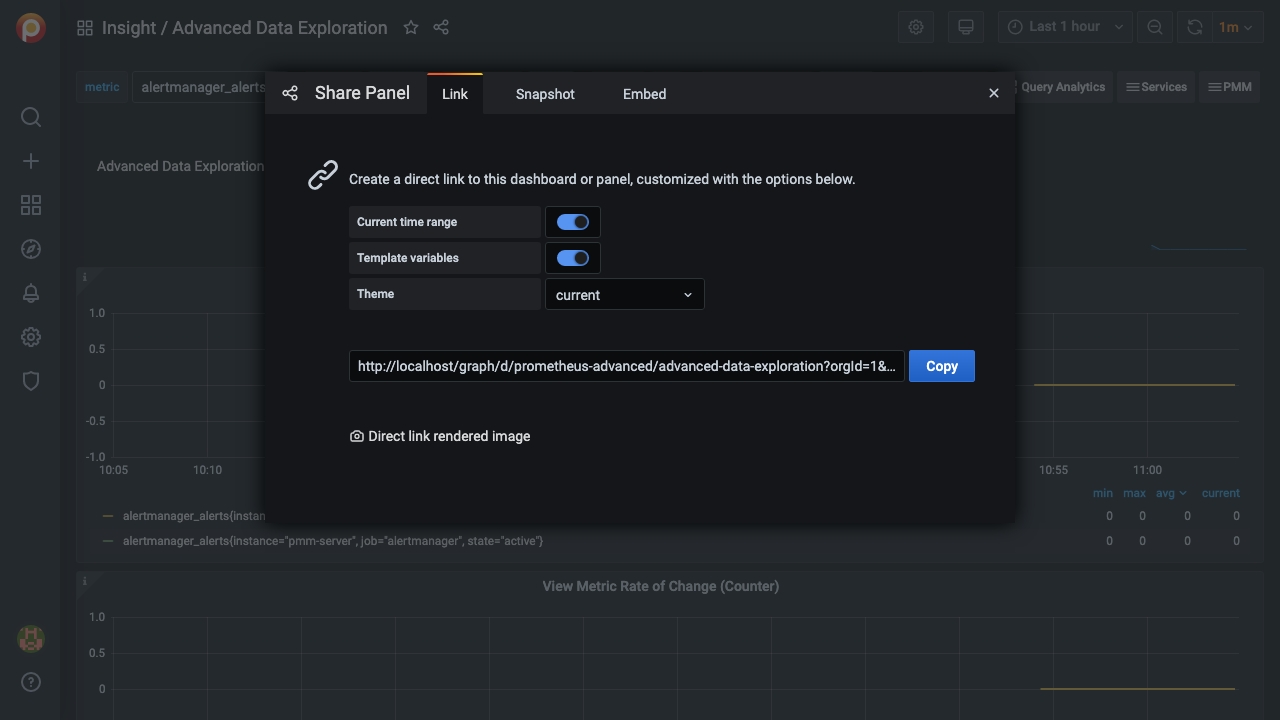 Insight / Advanced Data Exploration
Last 1 hour
1m
metric
alertmanager_alerts
Query Analytics
Services
PMM
Share Panel
Link
Snapshot
Embed
Advanced Data Exploration
Create a direct link to this dashboard or panel, customized with the options below.
Current time range
Template variables
Theme
current
http://localhost/graph/d/prometheus-advanced/advanced-data-exploration?orgId=1&...
Copy
Direct link rendered image
1.0
0.5
0
-0.5
-1.0
10:05
10:10
10:55
11:00
min
max
avg
current
alertmanager_alerts{instan
0
0
0
0
alertmanager_alerts{instance="pmm-server", job="alertmanager", state="active"}
0
0
0
0
View Metric Rate of Change (Counter)
1.0
0.5
0